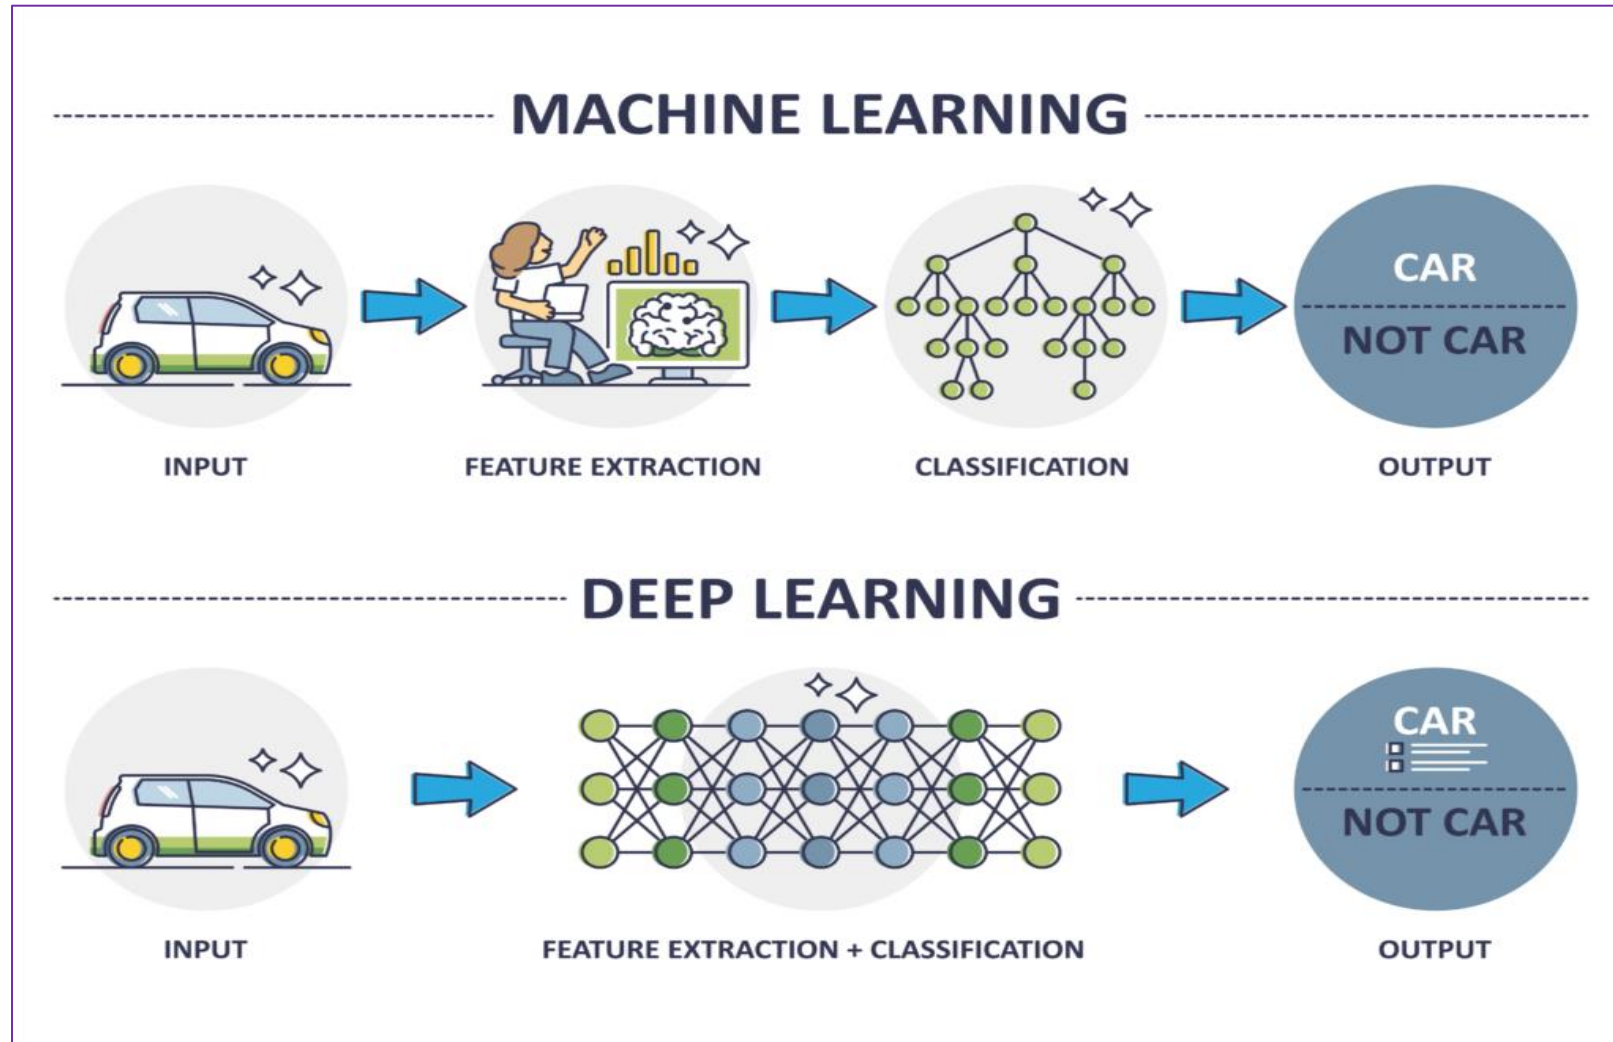 MACHINE LEARNING
INPUT
FEATURE EXTRACTION
CLASSIFICATION
CAR
NOT CAR
OUTPUT
DEEP LEARNING
INPUT
FEATURE EXTRACTION + CLASSIFICATION
CAR
NOT CAR
OUTPUT